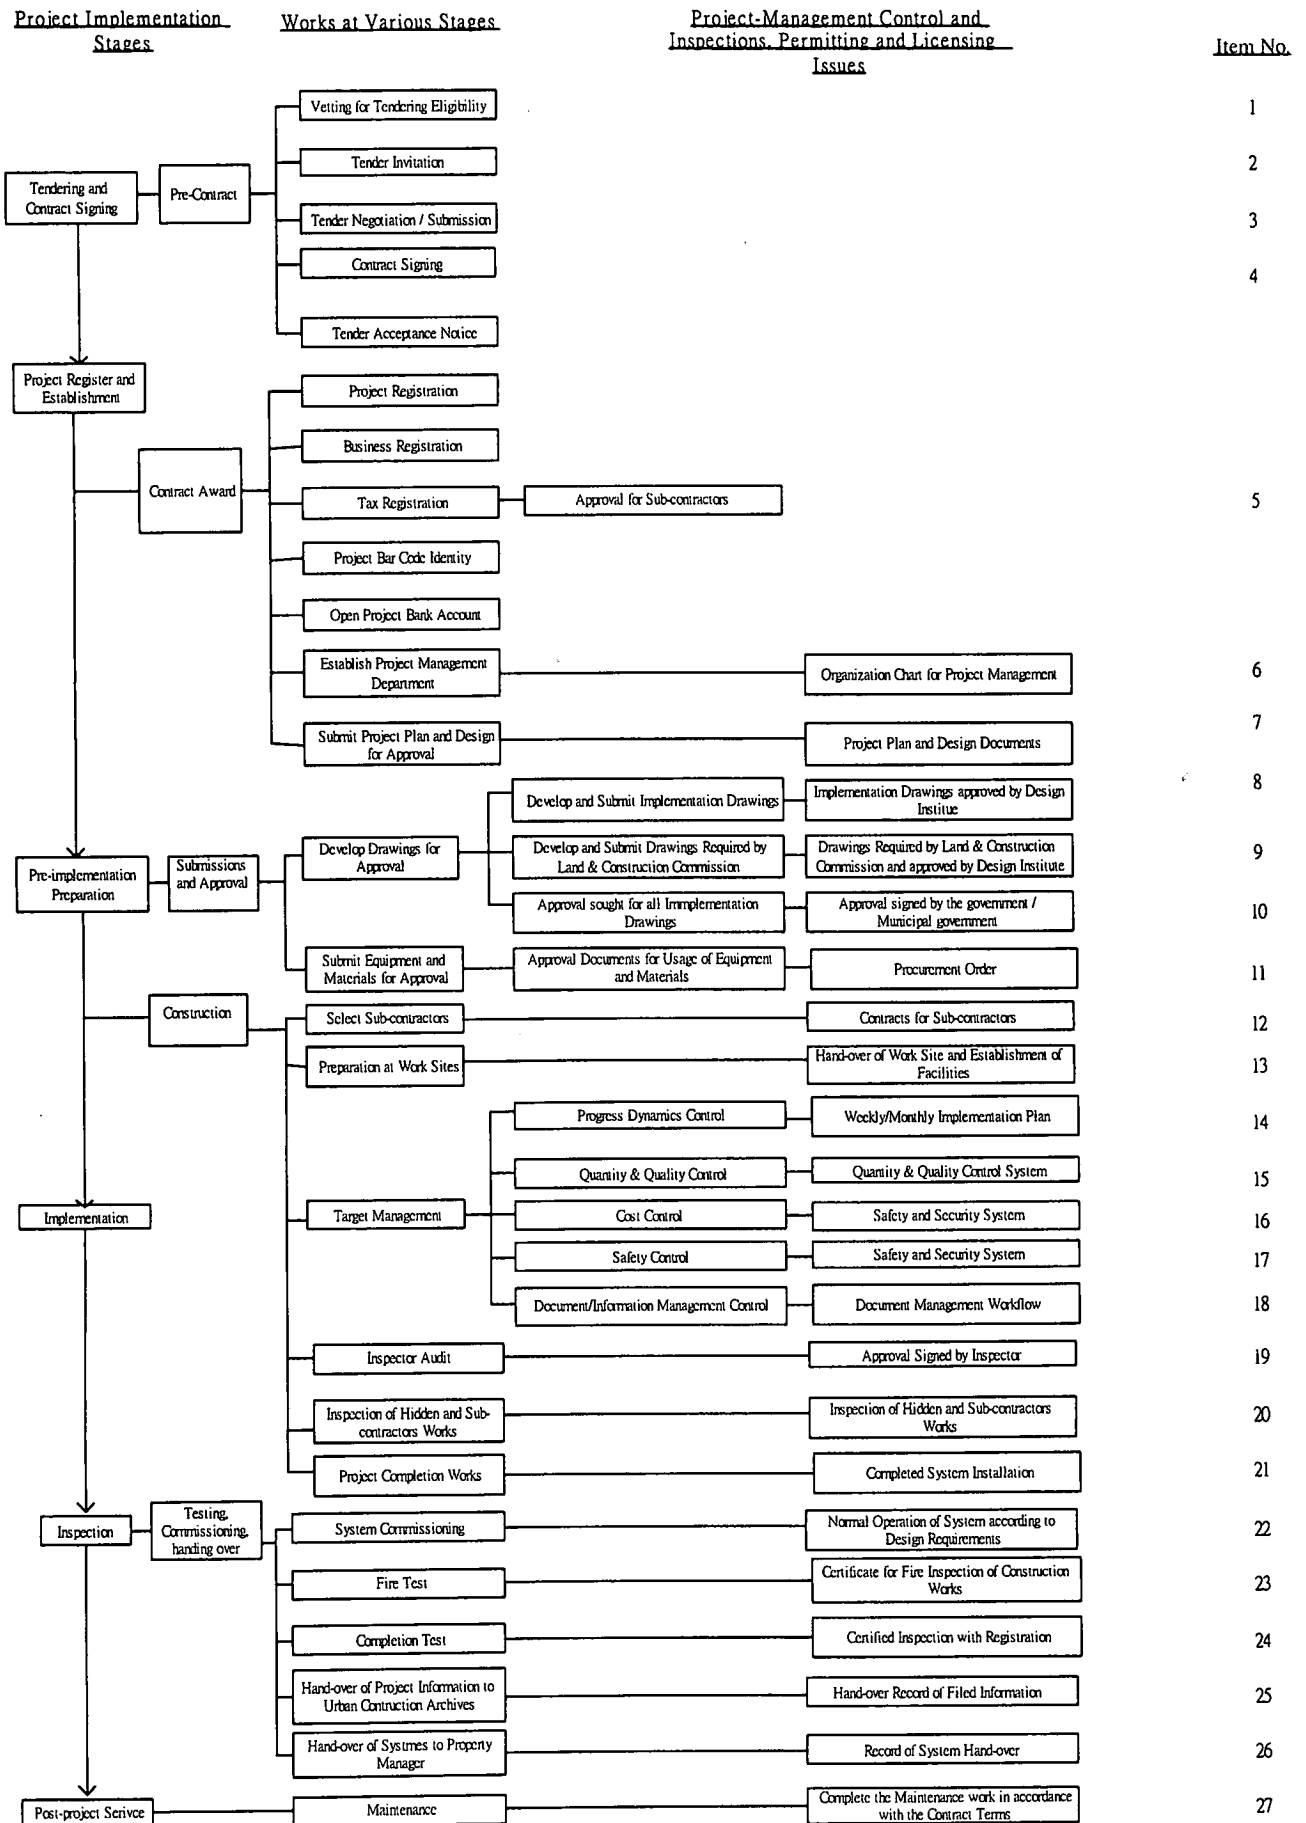 Project Implementation
Stages
Works at Various Stages
Project-Management Control and
Inspections, Permitting and Licensing
Issues
Item No.
Vetting for Tendering Eligibility
1
Tender Invitation
2
Tendering and
Contract Signing
Pre-Contract
Tender Negotiation / Submission
3
Contract Signing
4
Tender Acceptance Notice
Project Register and
Establishment
Project Registration
Business Registration
Contract Award
Tax Registration
Approval for Sub-contractors
5
Project Bar Code Identity
Open Project Bank Account
Establish Project Management
Department
Organization Chart for Project Management
6
Submit Project Plan and Design
for Approval
Project Plan and Design Documents
7
Develop and Submit Implementation Drawings
Implementation Drawings approved by Design
Institue
8
Pre-implementation
Preparation
Submissions
and Approval
Develop Drawings for
Approval
Develop and Submit Drawings Required by
Land & Construction Commission
Drawings Required by Land & Construction
Commission and approved by Design Institute
9
Approval sought for all Immplementation
Drawings
Approval signed by the government /
Municipal government
10
Submit Equipment and
Materials for Approval
Approval Documents for Usage of Equipment
and Materials
Procurement Order
11
Construction
Select Sub-contractors
Contracts for Sub-contractors
12
Preparation at Work Sites
Hand-over of Work Site and Establishment of
Facilities
13
Progress Dynamics Control
Weekly/Monthly Implementation Plan
14
Quantity & Quality Control
Quantity & Quality Control System
15
Implementation
Target Management
Cost Control
Safety and Security System
16
Safety Control
Safety and Security System
17
Document/Information Management Control
Document Management Workflow
18
Inspector Audit
Approval Signed by Inspector
19
Inspection of Hidden and Sub-
contractors Works
Inspection of Hidden and Sub-contractors
Works
20
Project Completion Works
Completed System Installation
21
Inspection
Testing,
Commissioning,
handing over
System Commissioning
Normal Operation of System according to
Design Requirements
22
Fire Test
Certificate for Fire Inspection of Construction
Works
23
Completion Test
Certified Inspection with Registration
24
Hand-over of Project Information to
Urban Contruction Archives
Hand-over Record of Filed Information
25
Hand-over of Systmes to Property
Manager
Record of System Hand-over
26
Post-project Serivce
Maintenance
Complete the Maintenance work in accordance
with the Contract Terms
27